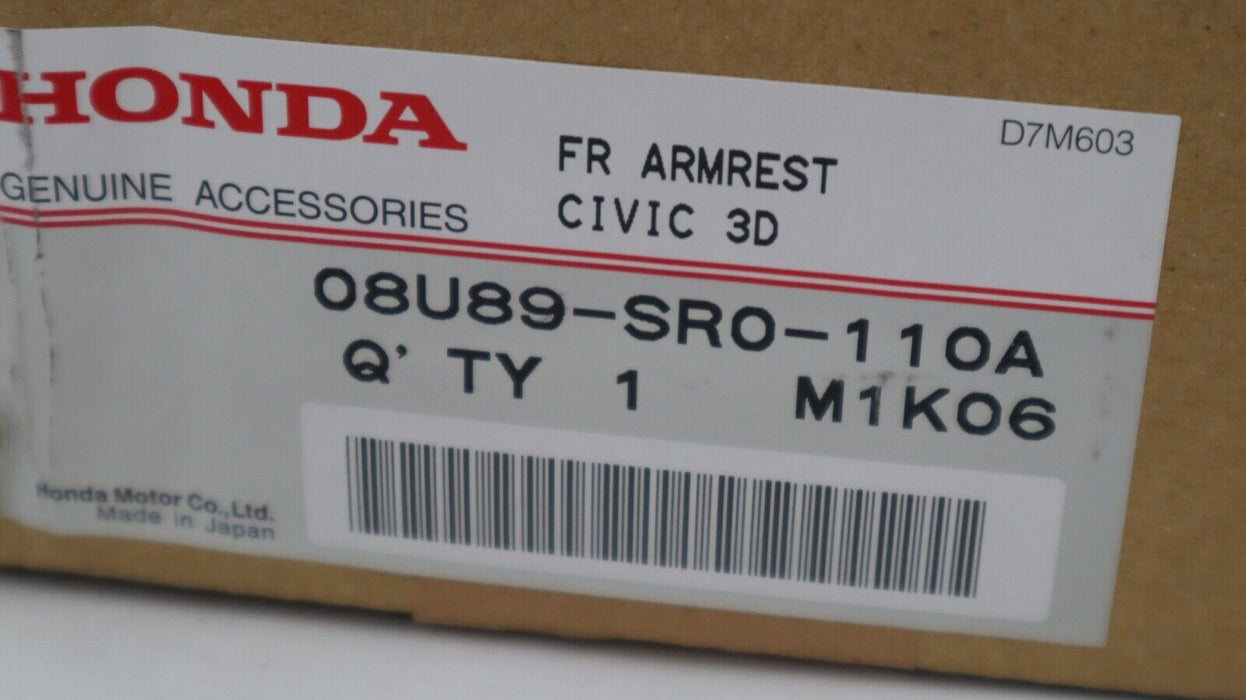 HONDA
GENUINE ACCESSORIES
FR ARMREST
CIVIC 3D
D7M603
08U89-SR0-110A
Q'TY 1 M1K06
Honda Motor Co.,Ltd.
Made in Japan